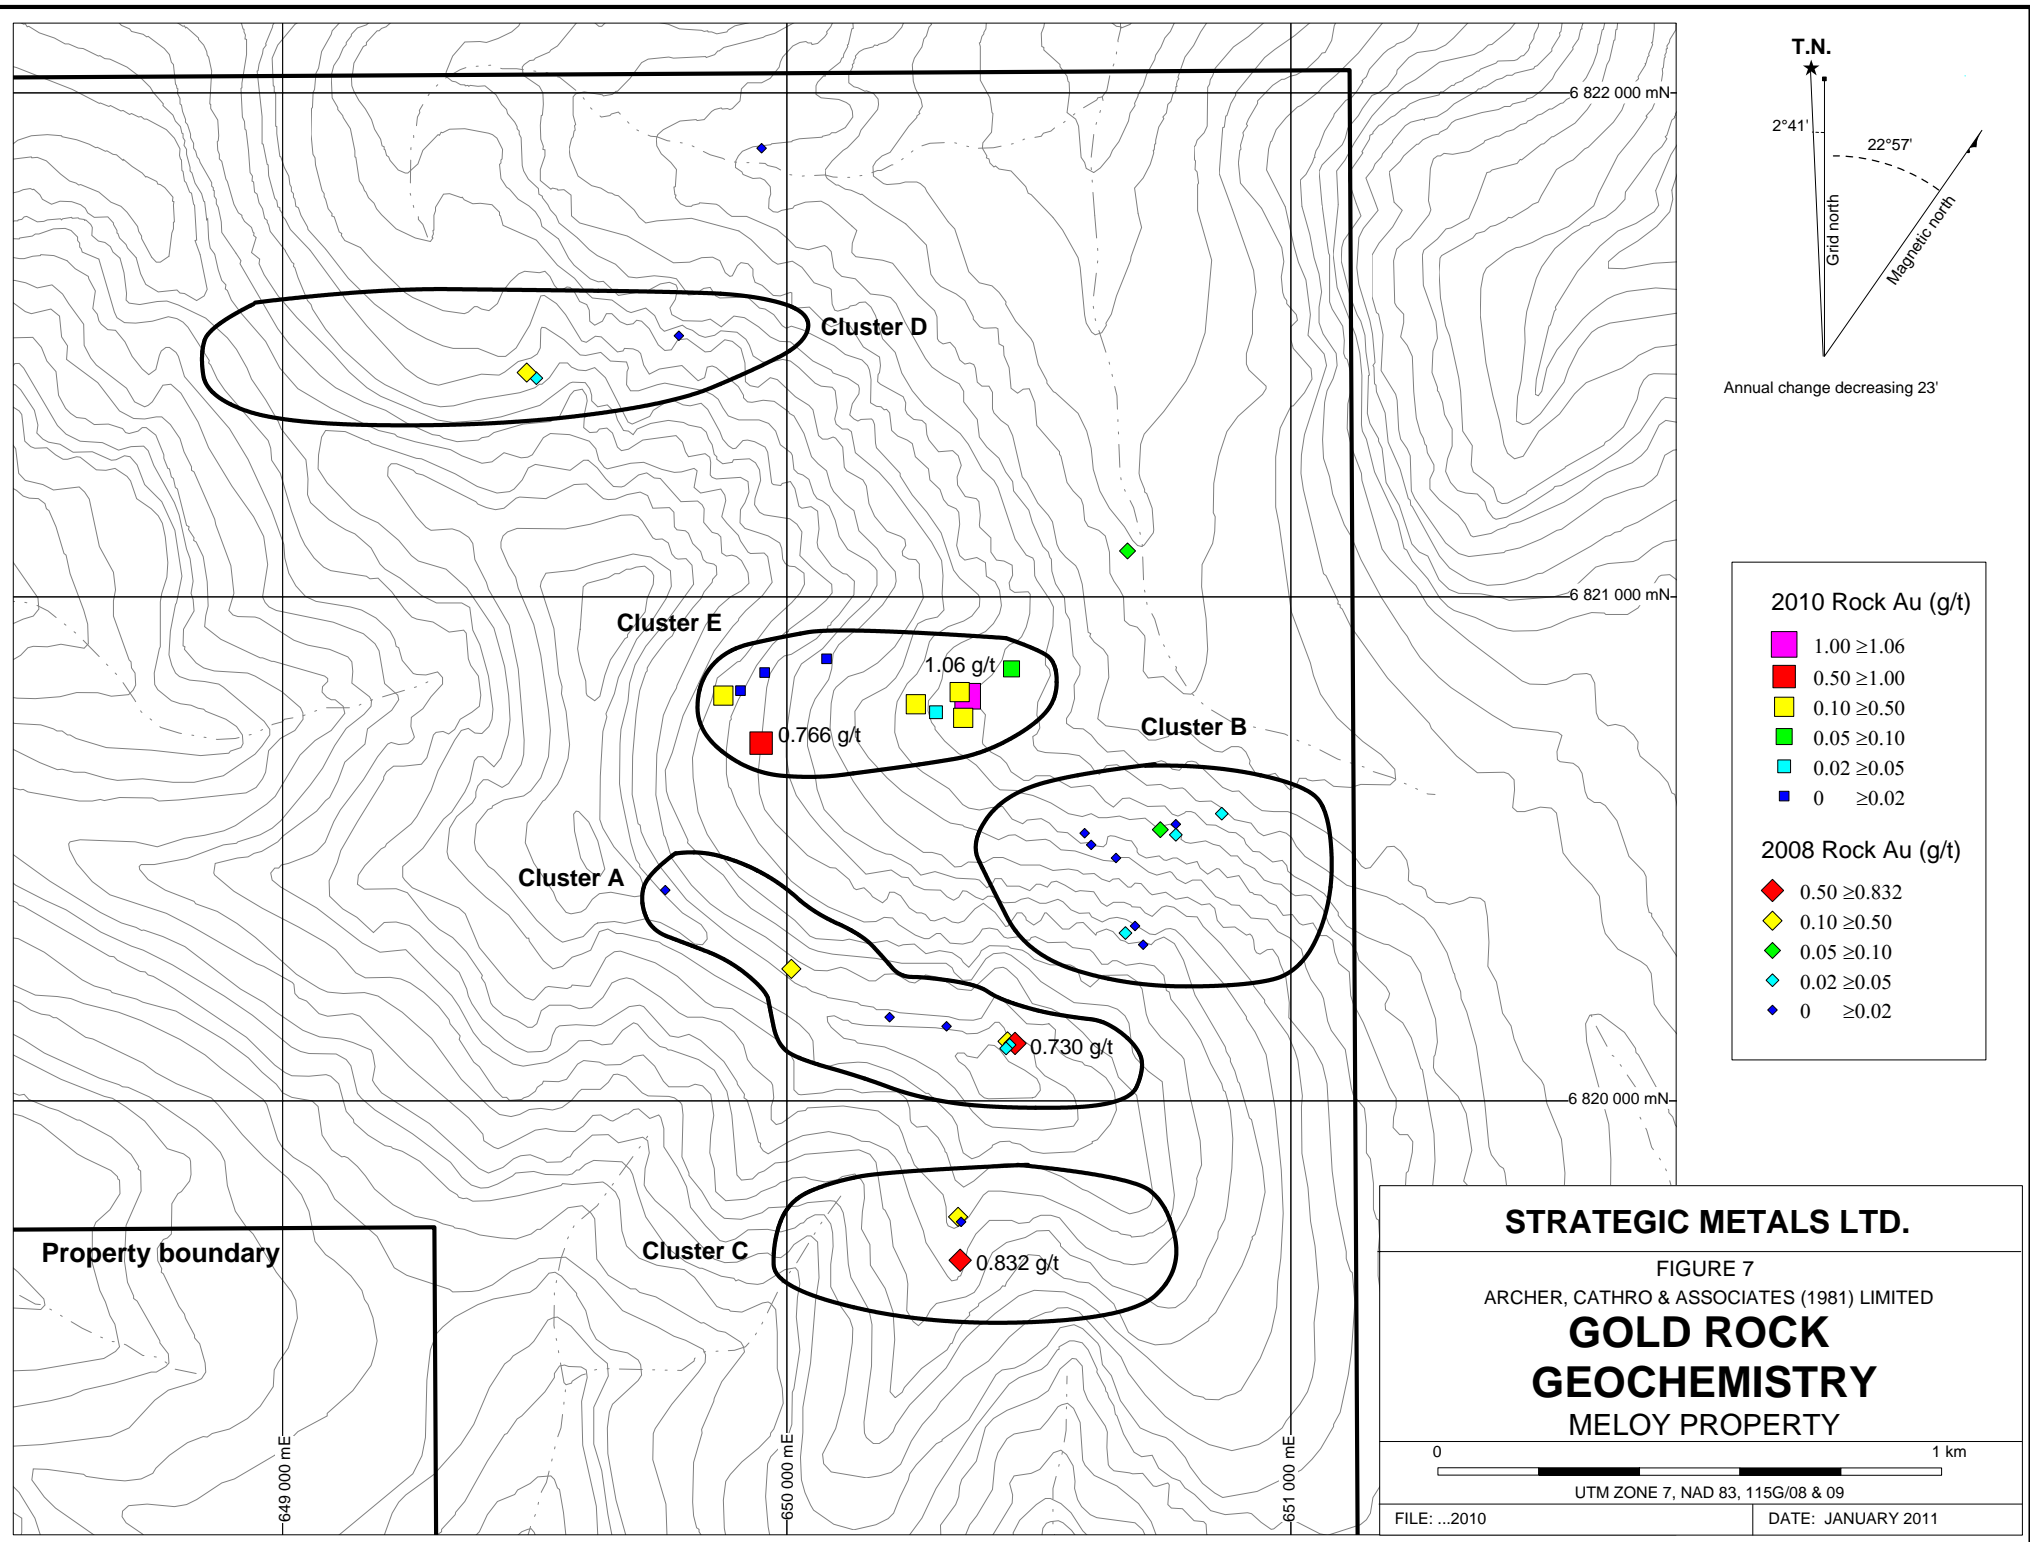 T.N.
6 822 000 mN
2°41'
22°57'
Grid north
Magnetic north
Annual change decreasing 23'
Cluster D
6 821 000 mN
Cluster E
1.06 g/t
0.766 g/t
Cluster B
Cluster A
0.730 g/t
6 820 000 mN
Cluster C
0.832 g/t
Property boundary
649 000 mE
650 000 mE
651 000 mE
2010 Rock Au (g/t)
1.00 ≥1.06
0.50 ≥1.00
0.10 ≥0.50
0.05 ≥0.10
0.02 ≥0.05
0 ≥0.02
2008 Rock Au (g/t)
0.50 ≥0.832
0.10 ≥0.50
0.05 ≥0.10
0.02 ≥0.05
0 ≥0.02
STRATEGIC METALS LTD.
FIGURE 7
ARCHER, CATHRO & ASSOCIATES (1981) LIMITED
GOLD ROCK
GEOCHEMISTRY
MELOY PROPERTY
0 1 km
UTM ZONE 7, NAD 83, 115G/08 & 09
FILE: ...2010 DATE: JANUARY 2011